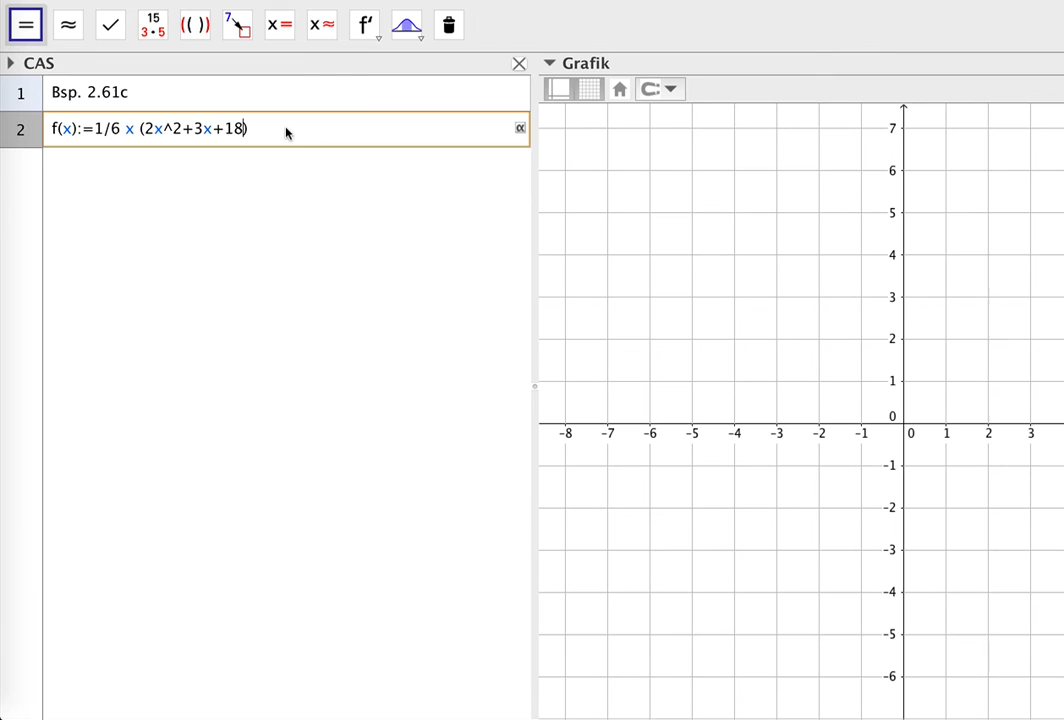 = ≈ ✓ 15 3·5 (( )) 7 x= x≈ f'
CAS
1 Bsp. 2.61c
2 f(x):=1/6 x (2x^2+3x+18)
α
Grafik
7
6
5
4
3
2
1
0
-8 -7 -6 -5 -4 -3 -2 -1 0 1 2 3
-1
-2
-3
-4
-5
-6